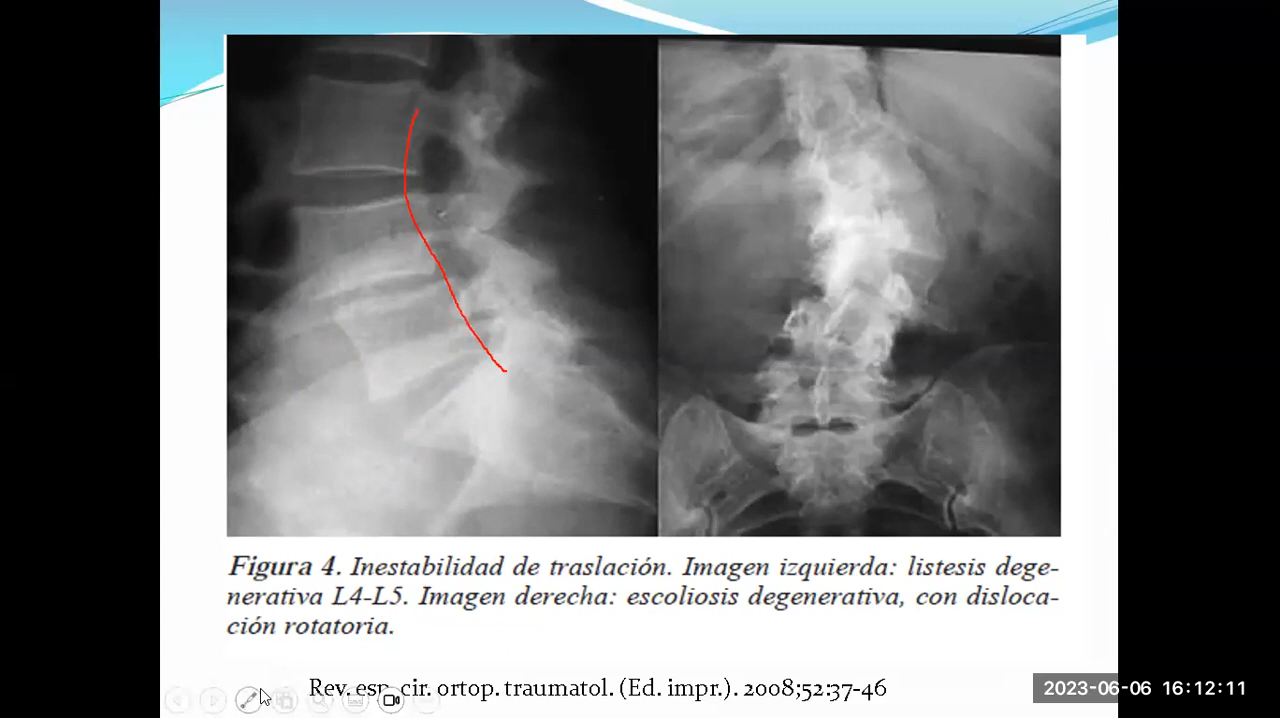 Figura 4. Inestabilidad de traslación. Imagen izquierda: listesis dege-
nerativa L4-L5. Imagen derecha: escoliosis degenerativa, con disloca-
ción rotatoria.
Rev. esp. cir. ortop. traumatol. (Ed. impr.). 2008;52:37-46
2023-06-06 16:12:11